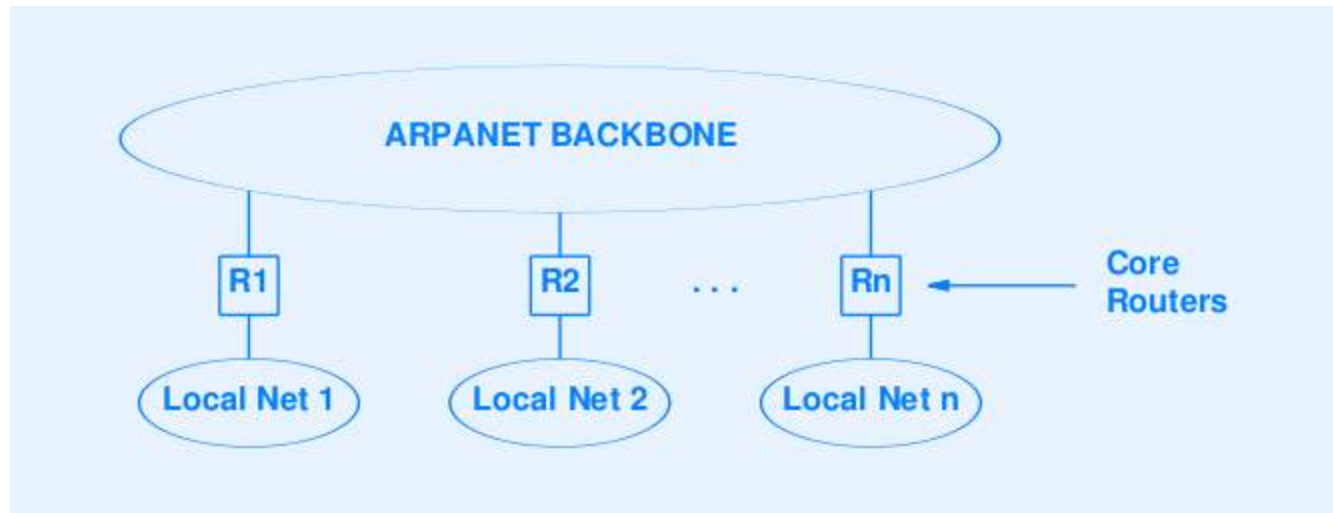 ARPANET BACKBONE
R1 R2 . . . Rn
Core
Routers
Local Net 1 Local Net 2 Local Net n